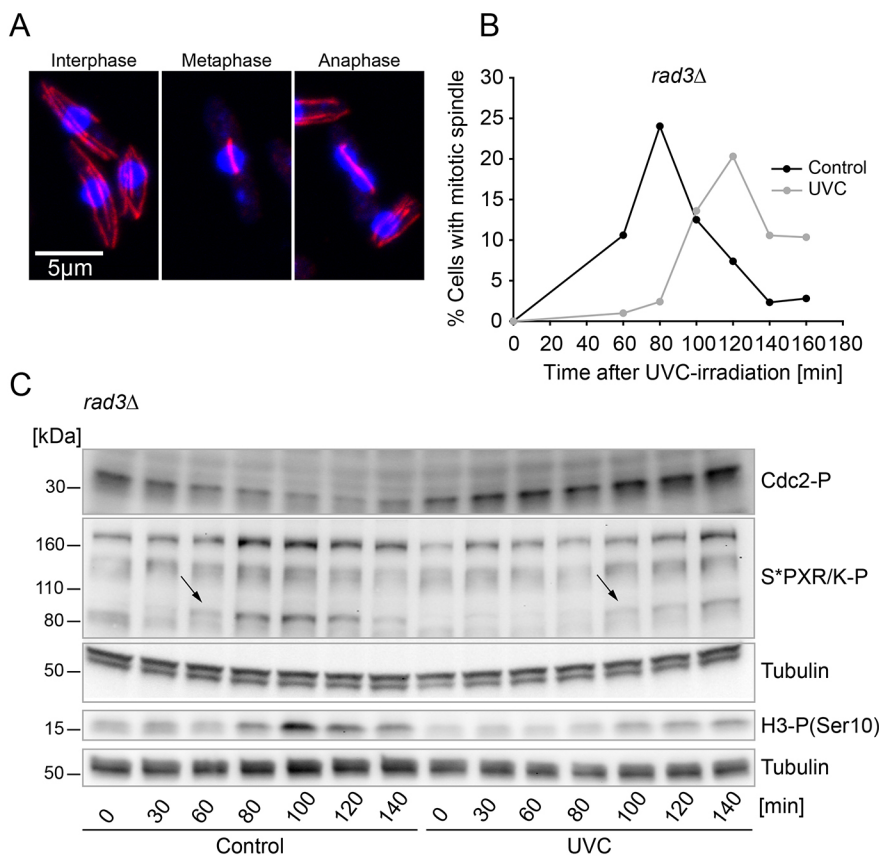 A
Interphase Metaphase Anaphase
5µm
B
rad3Δ
% Cells with mitotic spindle
30
25
20
15
10
5
0
Control
UVC
0 20 40 60 80 100 120 140 160 180
Time after UVC-irradiation [min]
C
rad3Δ
[kDa]
30 Cdc2-P
160
110
80
S*PXR/K-P
50 Tubulin
15 H3-P(Ser10)
50 Tubulin
0 30 60 80 100 120 140 0 30 60 80 100 120 140 [min]
Control UVC